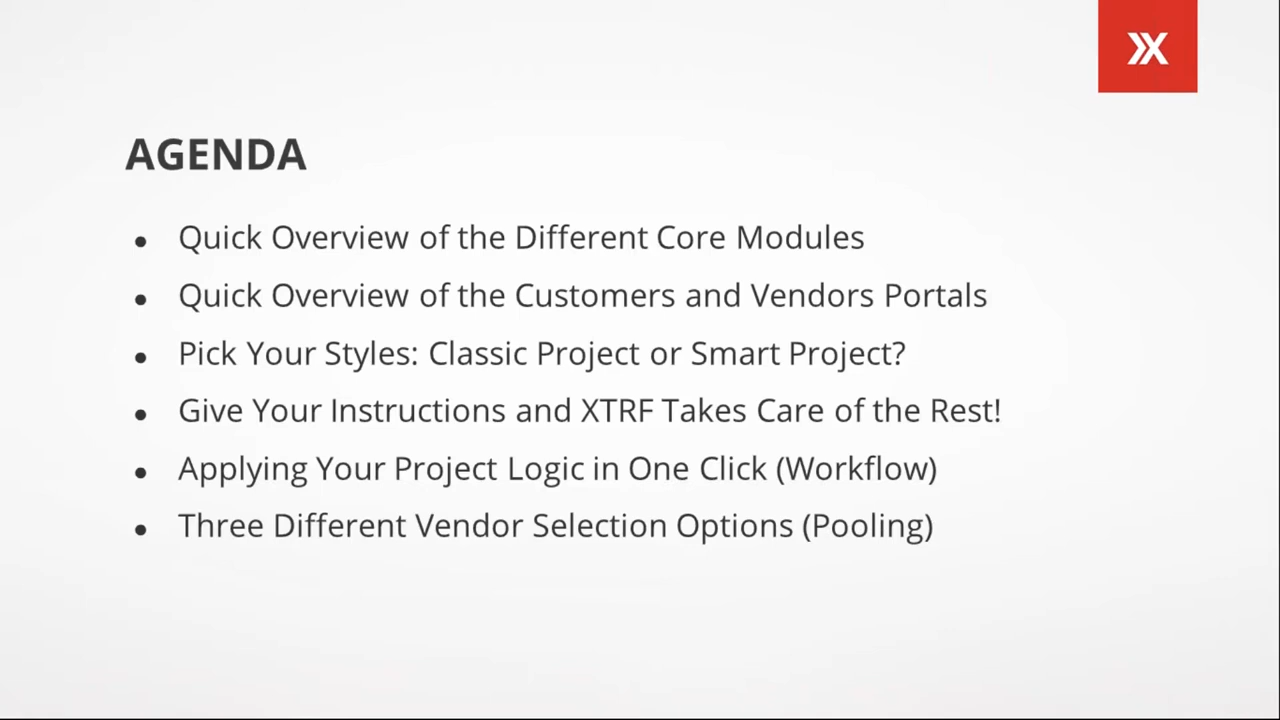 AGENDA
• Quick Overview of the Different Core Modules
• Quick Overview of the Customers and Vendors Portals
• Pick Your Styles: Classic Project or Smart Project?
• Give Your Instructions and XTRF Takes Care of the Rest!
• Applying Your Project Logic in One Click (Workflow)
• Three Different Vendor Selection Options (Pooling)